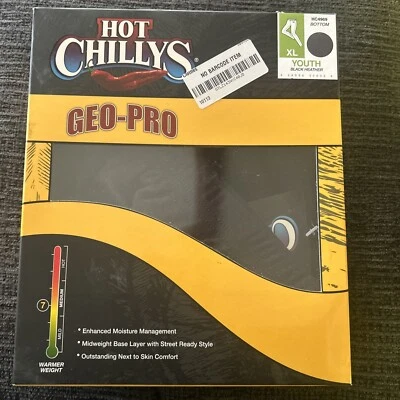 HOT
CHILLYS
NO BARCODE ITEM
HC4969
BOTTOM
XL
YOUTH
BLACK HEATHER
GEO-PRO
HOT
MEDIUM
MILD
7
WARMER
WEIGHT
• Enhanced Moisture Management
• Midweight Base Layer with Street Ready Style
• Outstanding Next to Skin Comfort